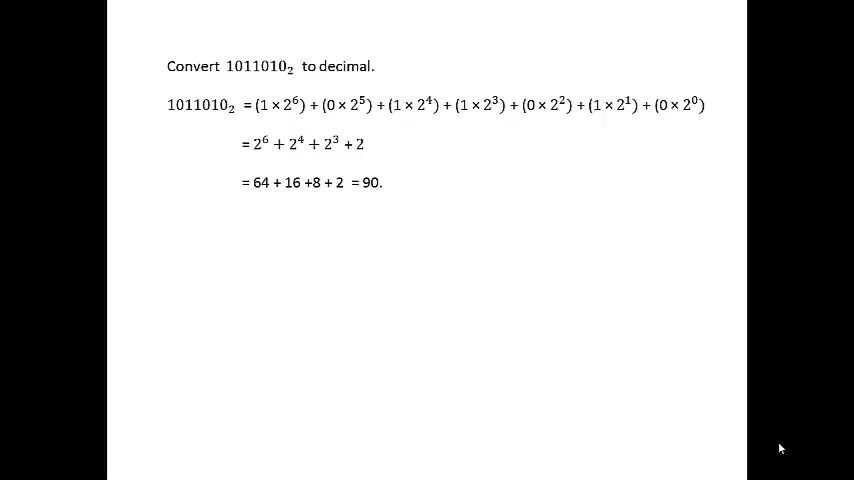 Convert 1011010₂ to decimal.
1011010₂ = (1 × 2⁶) + (0 × 2⁵) + (1 × 2⁴) + (1 × 2³) + (0 × 2²) + (1 × 2¹) + (0 × 2⁰)
= 2⁶ + 2⁴ + 2³ + 2
= 64 + 16 +8 + 2 = 90.